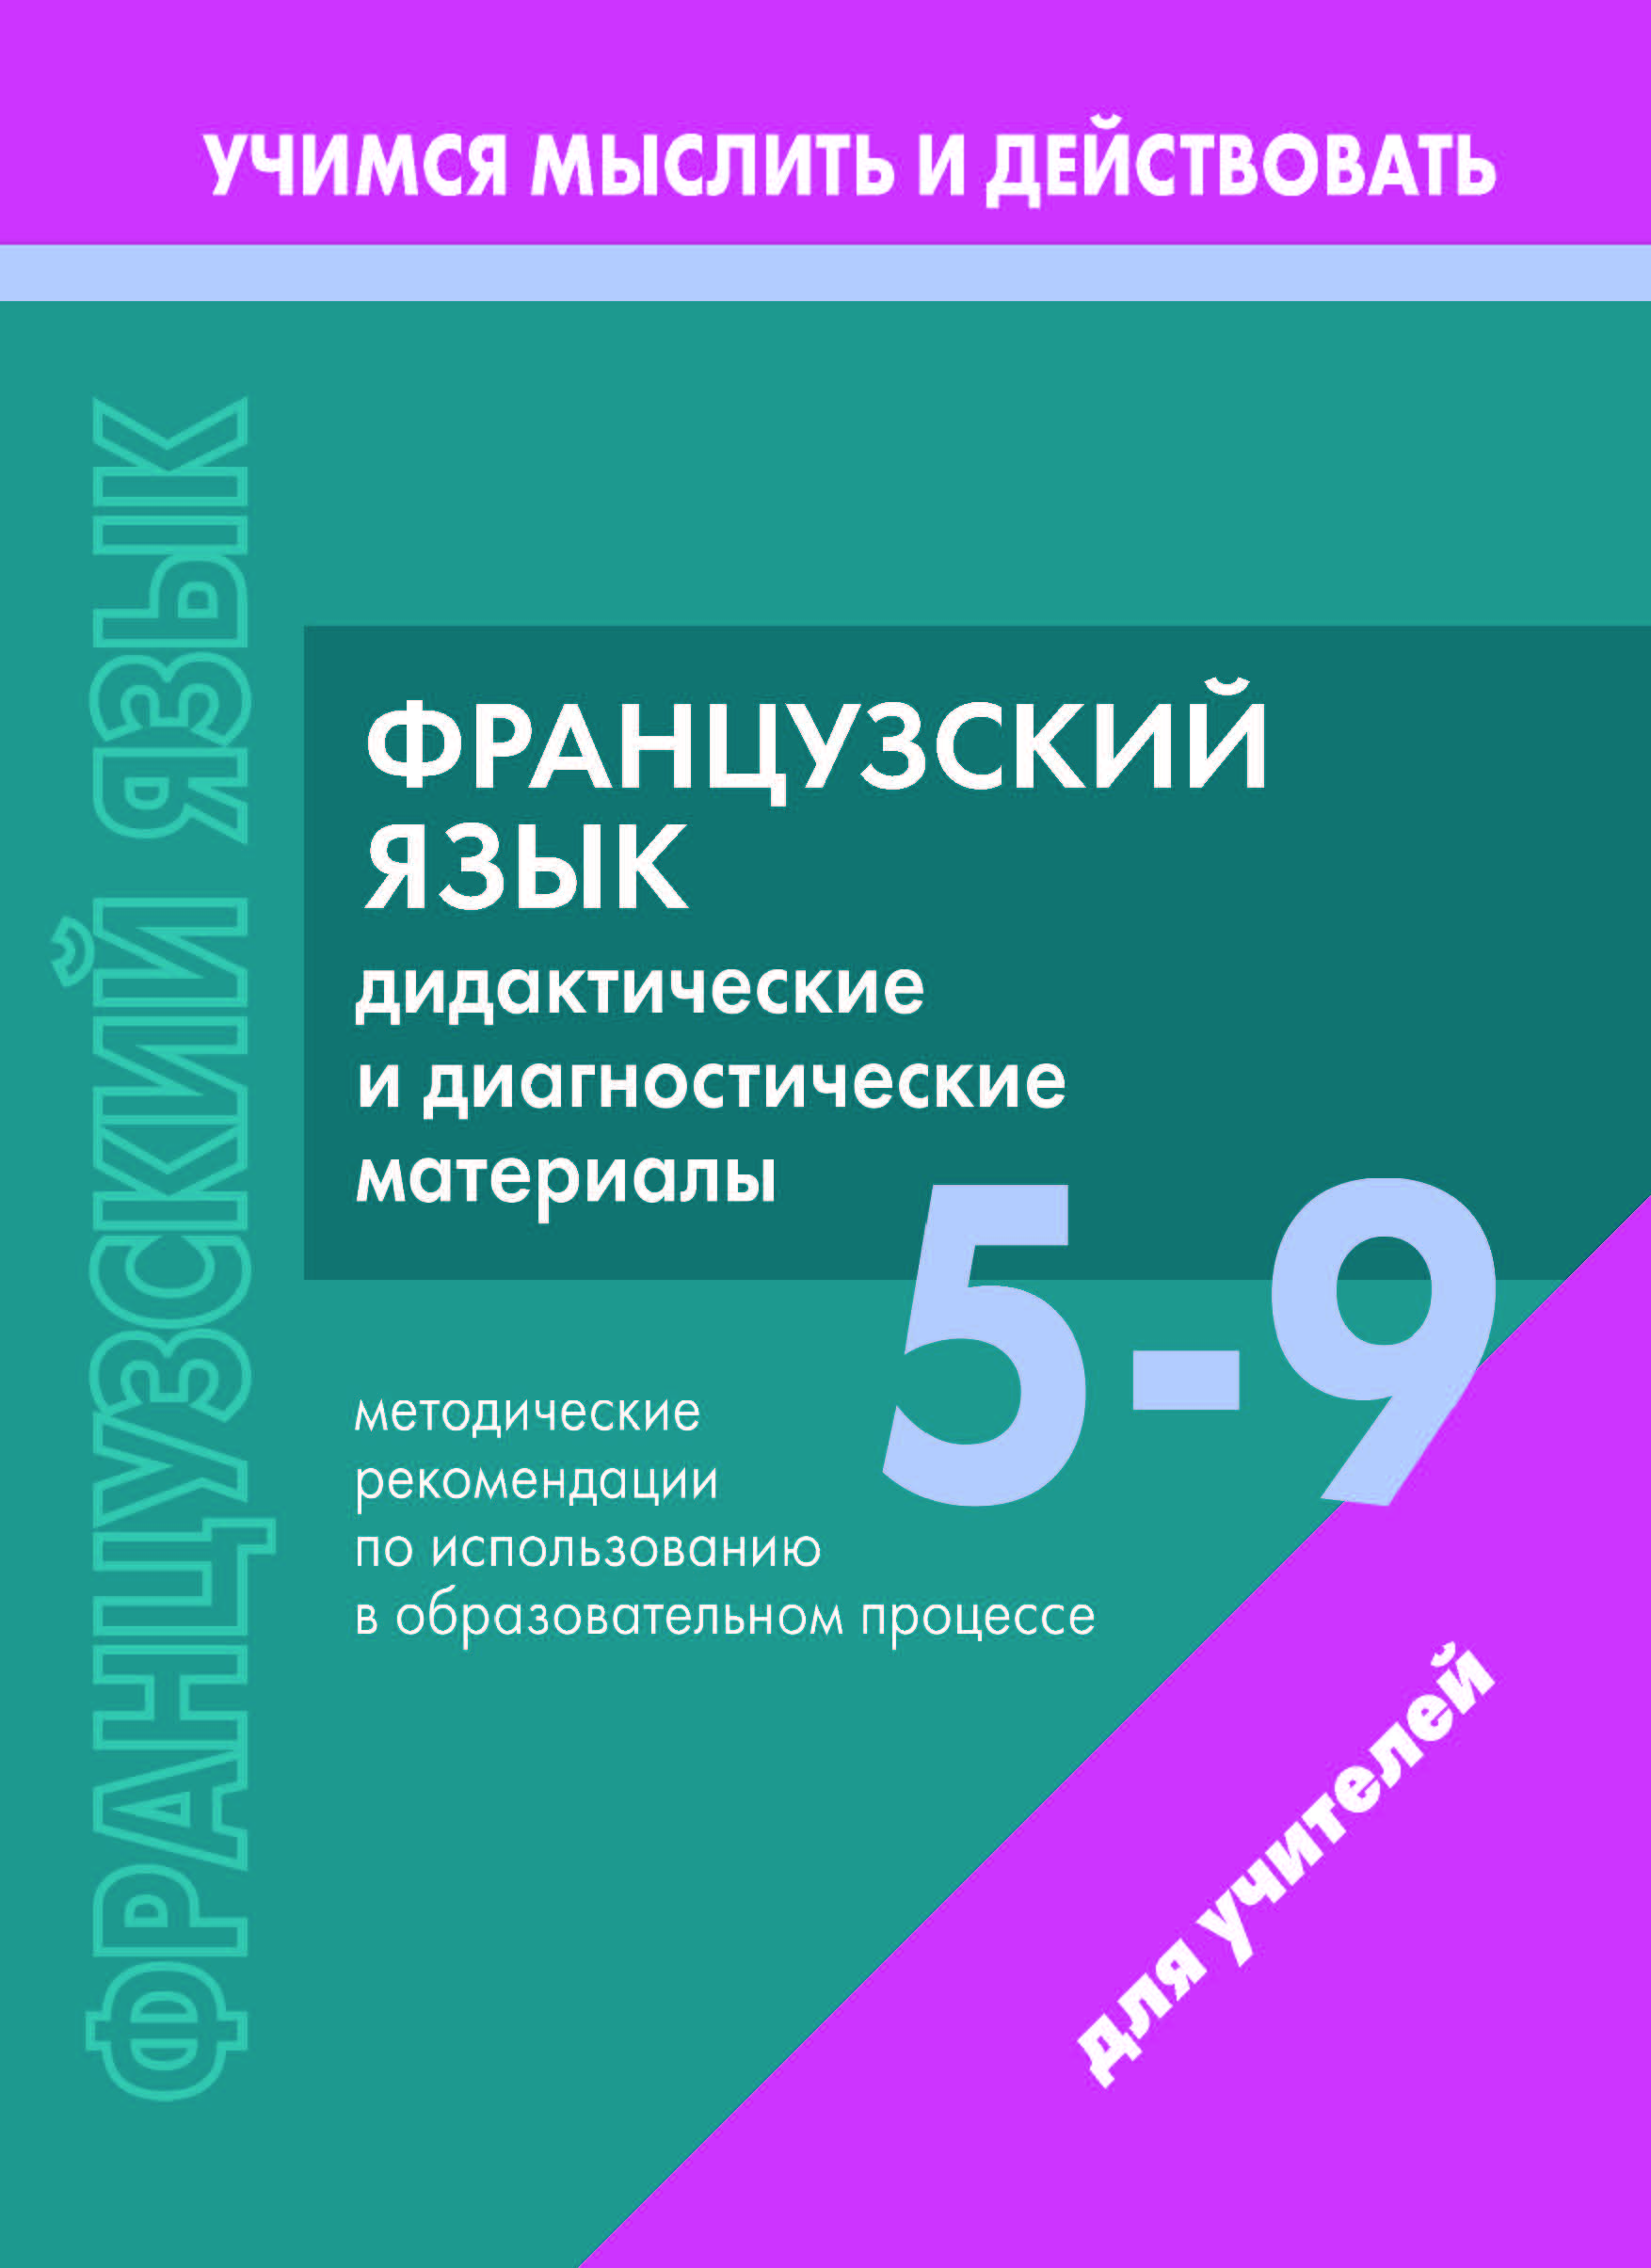 УЧИМСЯ МЫСЛИТЬ И ДЕЙСТВОВАТЬ
ФРАНЦУЗСКИЙ ЯЗЫК
ФРАНЦУЗСКИЙ
ЯЗЫК
дидактические
и диагностические
материалы
5-9
методические
рекомендации
по использованию
в образовательном процессе
для учителей